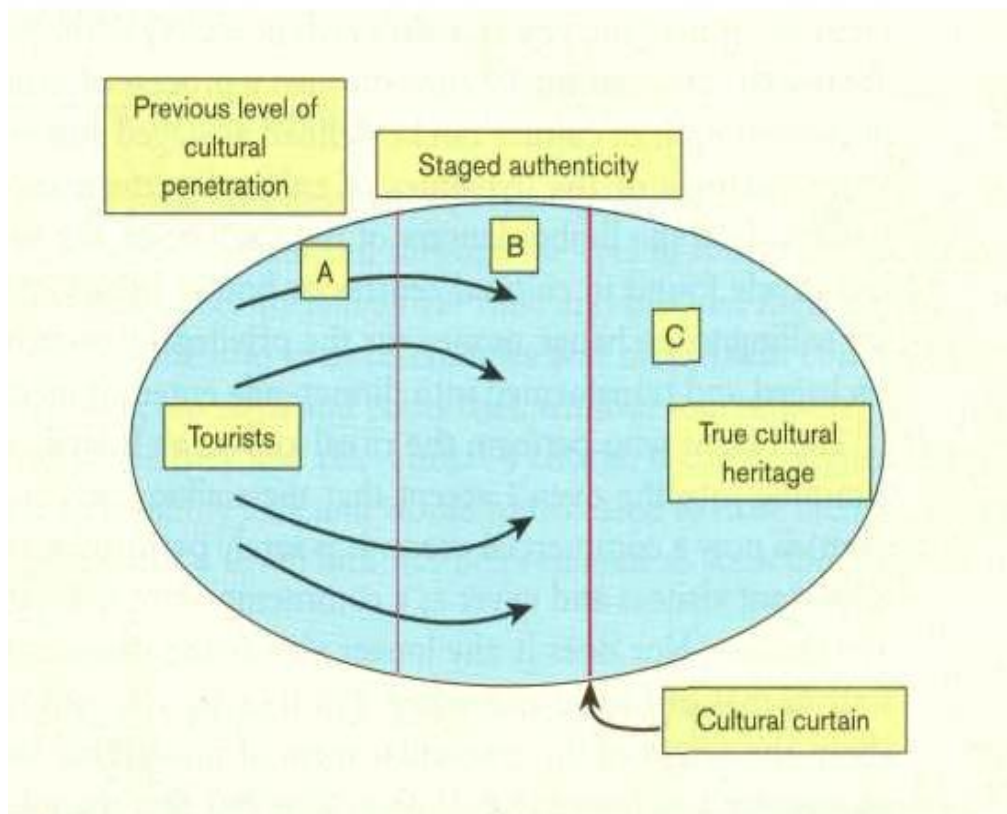 Previous level of
cultural
penetration
Staged authenticity
A
B
C
Tourists
True cultural
heritage
Cultural curtain